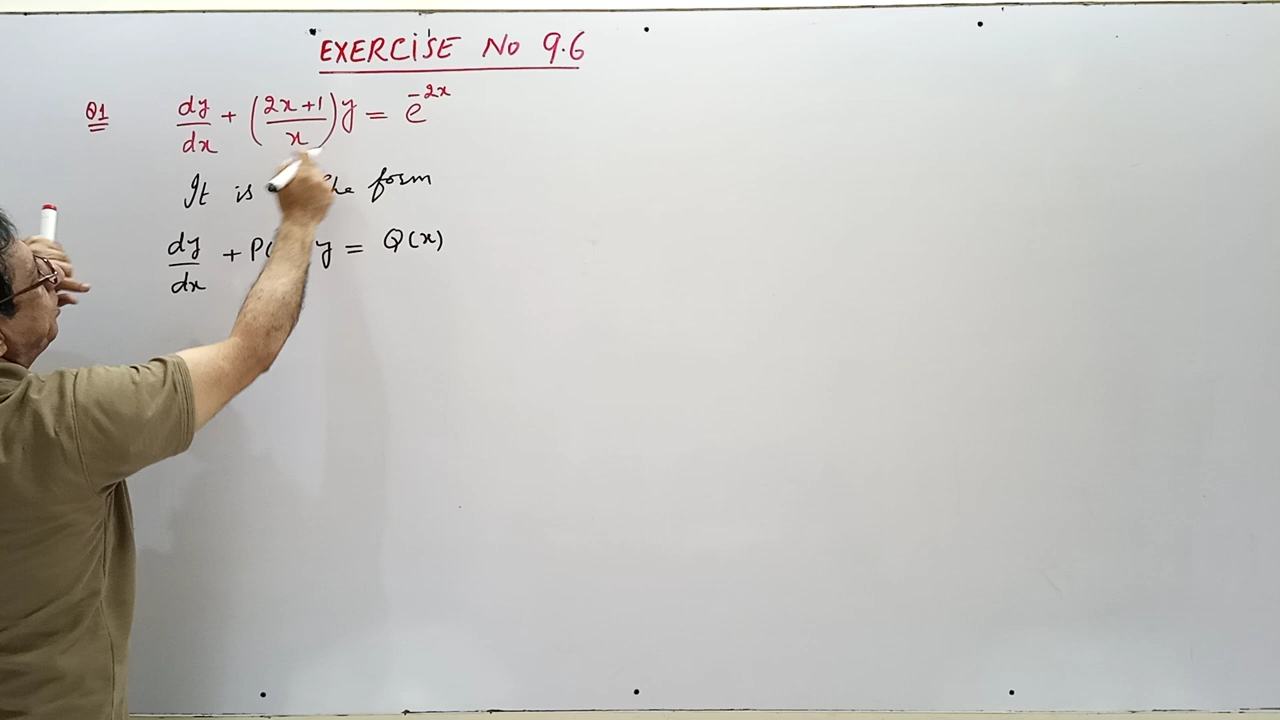 EXERCISE No 9.6
Q1 dy/dx + (2x+1/x)y = e^-2x
It is the form
dy/dx + P( y = Q(x)